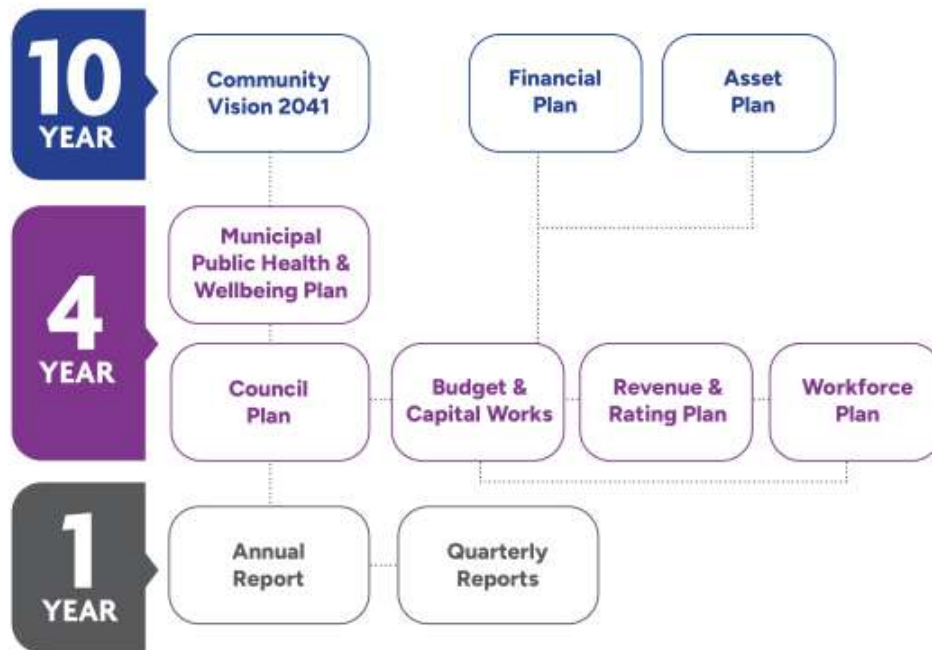 10
YEAR
Community
Vision 2041
Financial
Plan
Asset
Plan
4
YEAR
Municipal
Public Health &
Wellbeing Plan
Council
Plan
Budget &
Capital Works
Revenue &
Rating Plan
Workforce
Plan
1
YEAR
Annual
Report
Quarterly
Reports